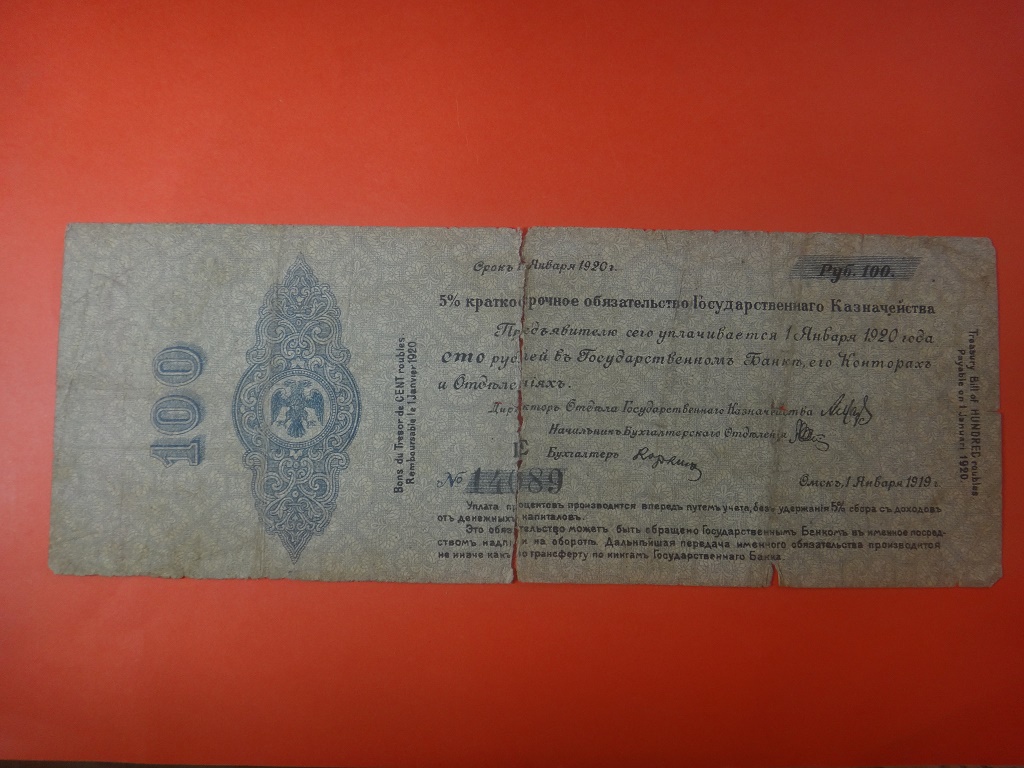 100
Bons du Tresor de CENT roubles
Remboursable le 1 Janvier 1920
Срокъ 1 Января 1920 г.
Руб. 100.
5% краткосрочное обязательство Государственнаго Казначейства
Предъявителю сего уплачивается 1 Января 1920 года
сто рублей въ Государственномъ Банкѣ, его Конторахъ
и Отдѣленіяхъ.
Директоръ Отдѣла Государственнаго Казначейства
Начальникъ Бухгалтерскаго Отдѣленія
Бухгалтеръ
Е
№ 14089
Омскъ, 1 Января 1919 г.
Уплата процентовъ производится впередъ путемъ учета, безъ удержанія 5% сбора съ доходовъ
отъ денежныхъ капиталовъ.
Это обязательство можетъ быть обращено Государственнымъ Банкомъ въ именное посред-
ствомъ надписи на оборотѣ. Дальнѣйшая передача именного обязательства производится
не иначе какъ по трансферту по книгамъ Государственнаго Банка.
Treasury Bill of HUNDRED roubles
Payable on 1 Januari 1920.